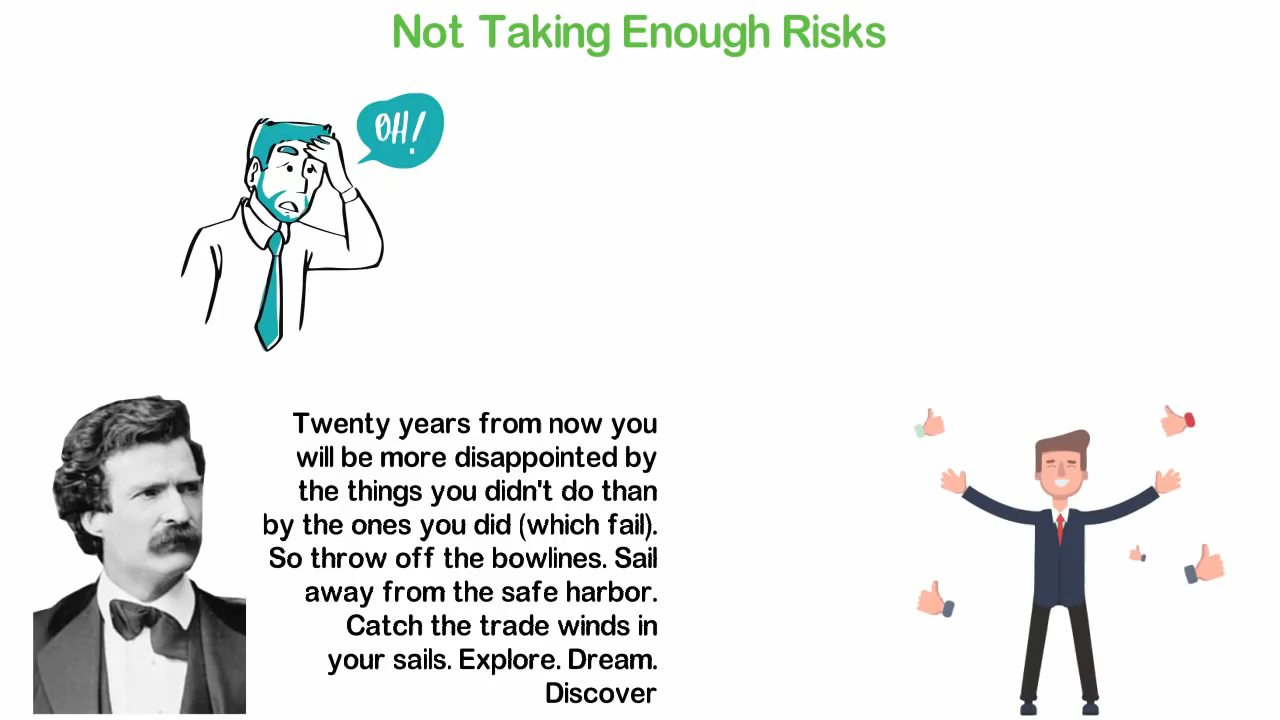 Not Taking Enough Risks
OH!
Twenty years from now you
will be more disappointed by
the things you didn't do than
by the ones you did (which fail).
So throw off the bowlines. Sail
away from the safe harbor.
Catch the trade winds in
your sails. Explore. Dream.
Discover